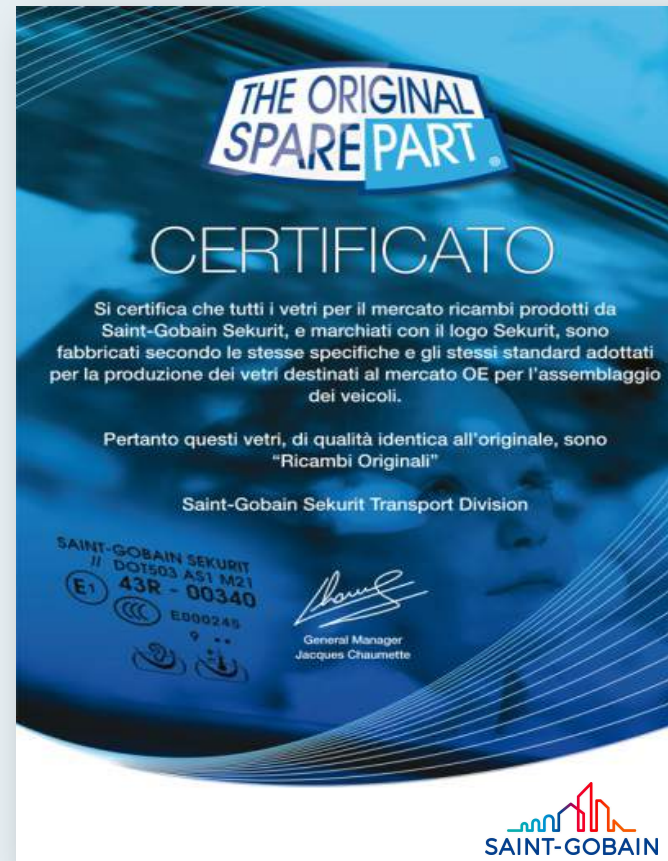 THE ORIGINAL
SPARE PART ®
CERTIFICATO
Si certifica che tutti i vetri per il mercato ricambi prodotti da
Saint-Gobain Sekurit, e marchiati con il logo Sekurit, sono
fabbricati secondo le stesse specifiche e gli stessi standard adottati
per la produzione dei vetri destinati al mercato OE per l'assemblaggio
dei veicoli.
Pertanto questi vetri, di qualità identica all'originale, sono
“Ricambi Originali”
Saint-Gobain Sekurit Transport Division
SAINT-GOBAIN SEKURIT
// DOT503 AS1 M21
E1 43R - 00340
CCC E000245
9 ..
General Manager
Jacques Chaumette
SAINT-GOBAIN